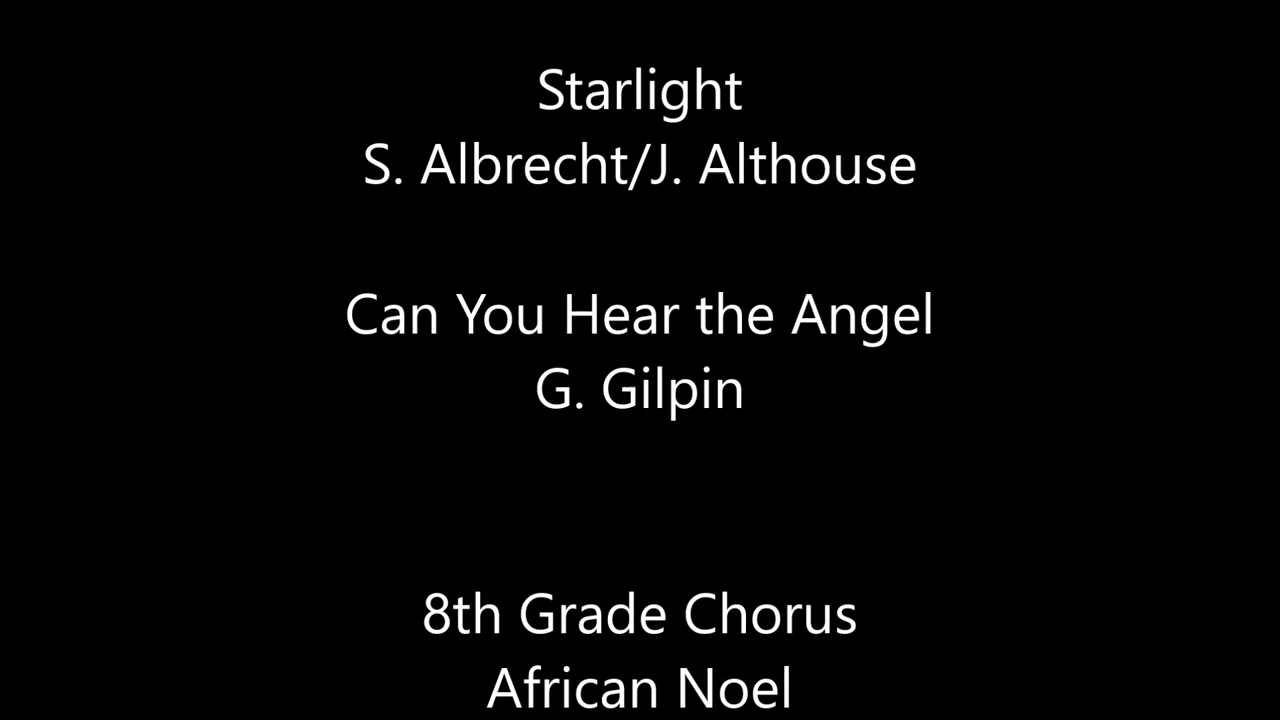 Starlight
S. Albrecht/J. Althouse
Can You Hear the Angel
G. Gilpin
8th Grade Chorus
African Noel